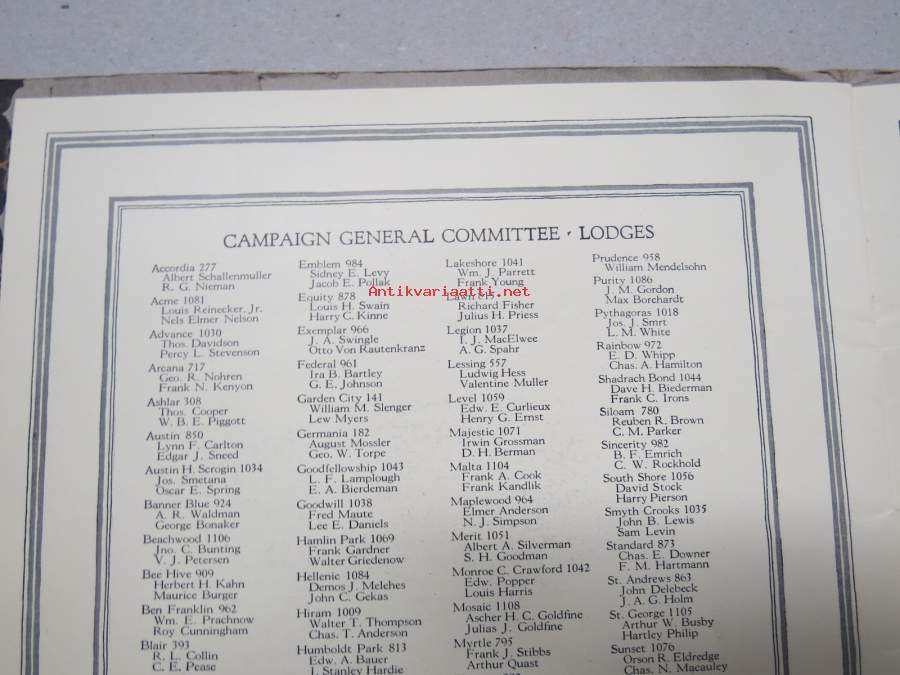 CAMPAIGN GENERAL COMMITTEE · LODGES
Accordia 277
Albert Schallenmuller
R. G. Nieman
Acme 1081
Louis Reinecker, Jr.
Nels Elmer Nelson
Advance 1030
Thos. Davidson
Percy L. Stevenson
Arcana 717
Geo. R. Nohren
Frank N. Kenyon
Ashlar 308
Thos. Cooper
W. B. E. Piggott
Austin 850
Lynn F. Carlton
Edgar J. Sneed
Austin H. Scrogin 1034
Jos. Smetana
Oscar E. Spring
Banner Blue 924
A. R. Waldman
George Bonaker
Beachwood 1106
Jno. C. Bunting
V. J. Petersen
Bee Hive 909
Herbert H. Kahn
Maurice Burger
Ben Franklin 962
Wm. E. Prachnow
Roy Cunningham
Blair 393
R. L. Collin
C. E. Pease
Emblem 984
Sidney E. Levy
Jacob E. Pollak
Equity 878
Louis H. Swain
Harry C. Kinne
Exemplar 966
J. A. Swingle
Otto Von Rautenkranz
Federal 961
Ira B. Bartley
G. E. Johnson
Garden City 141
William M. Slenger
Lew Myers
Germania 182
August Mossler
Geo. W. Torpe
Goodfellowship 1043
L. F. Lamplough
E. A. Bierdeman
Goodwill 1038
Fred Maute
Lee E. Daniels
Hamlin Park 1069
Frank Gardner
Walter Griedenow
Hellenic 1084
Demos J. Melches
John C. Gekas
Hiram 1009
Walter T. Thompson
Chas. T. Anderson
Humboldt Park 813
Edw. A. Bauer
J. Stanley Hardie
Lakeshore 1041
Wm. J. Parrett
Frank Young
Antikvariaatti.net
Lawn 815
Richard Fisher
Julius H. Priess
Legion 1037
T. J. MacElwee
A. G. Spahr
Lessing 557
Ludwig Hess
Valentine Muller
Level 1059
Edw. E. Curlieux
Henry G. Ernst
Majestic 1071
Irwin Grossman
D. H. Berman
Malta 1104
Frank A. Cook
Frank Kandlik
Maplewood 964
Elmer Anderson
N. J. Simpson
Merit 1051
Albert A. Silverman
S. H. Goodman
Monroe C. Crawford 1042
Edw. Popper
Louis Harris
Mosaic 1108
Ascher H. C. Goldfine
Julius J. Goldfine
Myrtle 795
Frank J. Stibbs
Arthur Quast
Prudence 958
William Mendelsohn
Purity 1086
J. M. Gordon
Max Borchardt
Pythagoras 1018
Jos. J. Smrt
L. M. White
Rainbow 972
E. D. Whipp
Chas. A. Hamilton
Shadrach Bond 1044
Dave H. Biederman
Frank C. Irons
Siloam 780
Reuben R. Brown
C. M. Parker
Sincerity 982
B. F. Emrich
C. W. Rockhold
South Shore 1056
David Stock
Harry Pierson
Smyth Crooks 1035
John B. Lewis
Sam Levin
Standard 873
Chas. E. Downer
F. M. Hartmann
St. Andrews 863
John Delebeck
J. A. G. Holm
St. George 1105
Arthur W. Busby
Hartley Philip
Sunset 1076
Orson R. Eldredge
Chas. N. Macauley